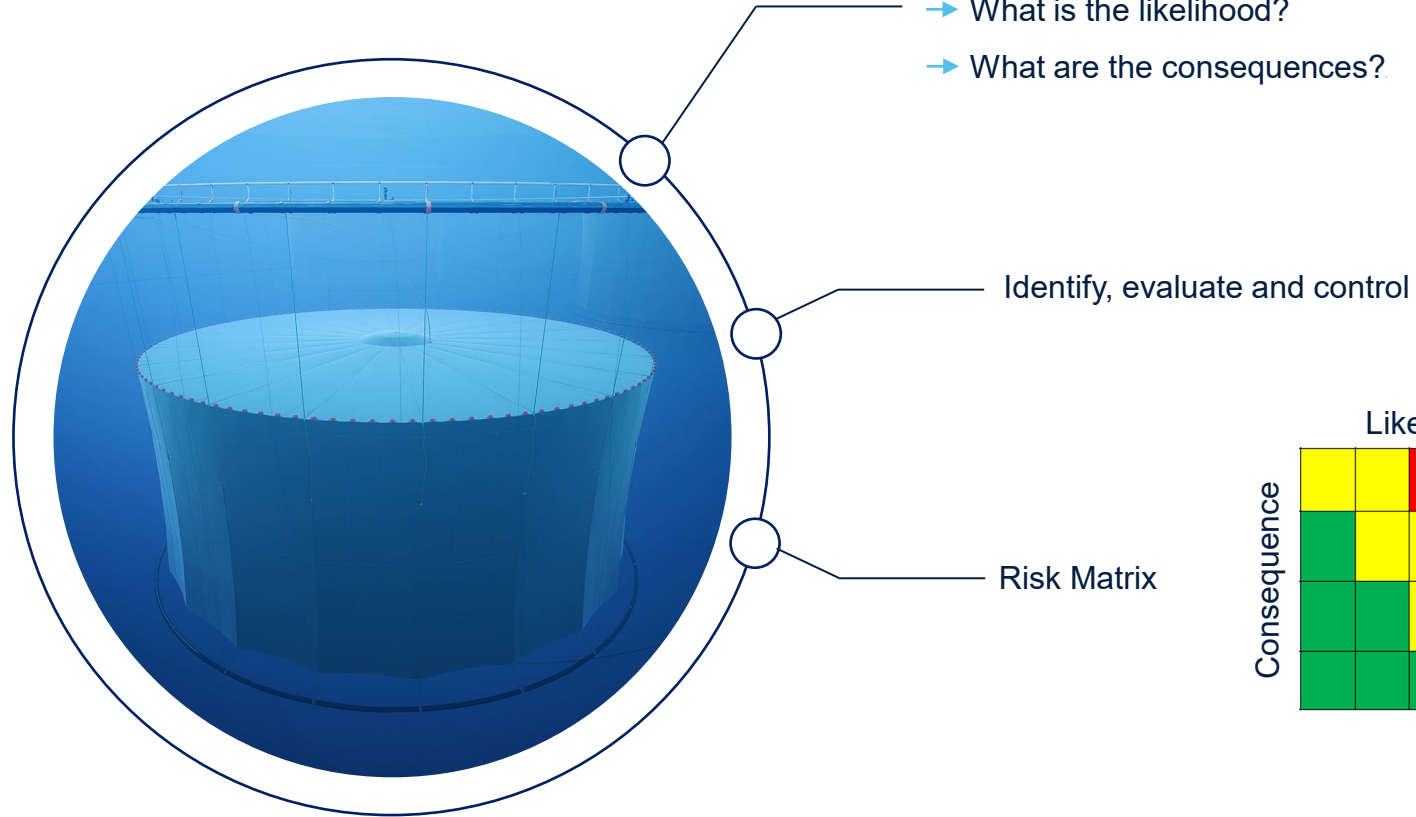 What is the likelihood?
What are the consequences?
Identify, evaluate and control
Consequence
Risk Matrix